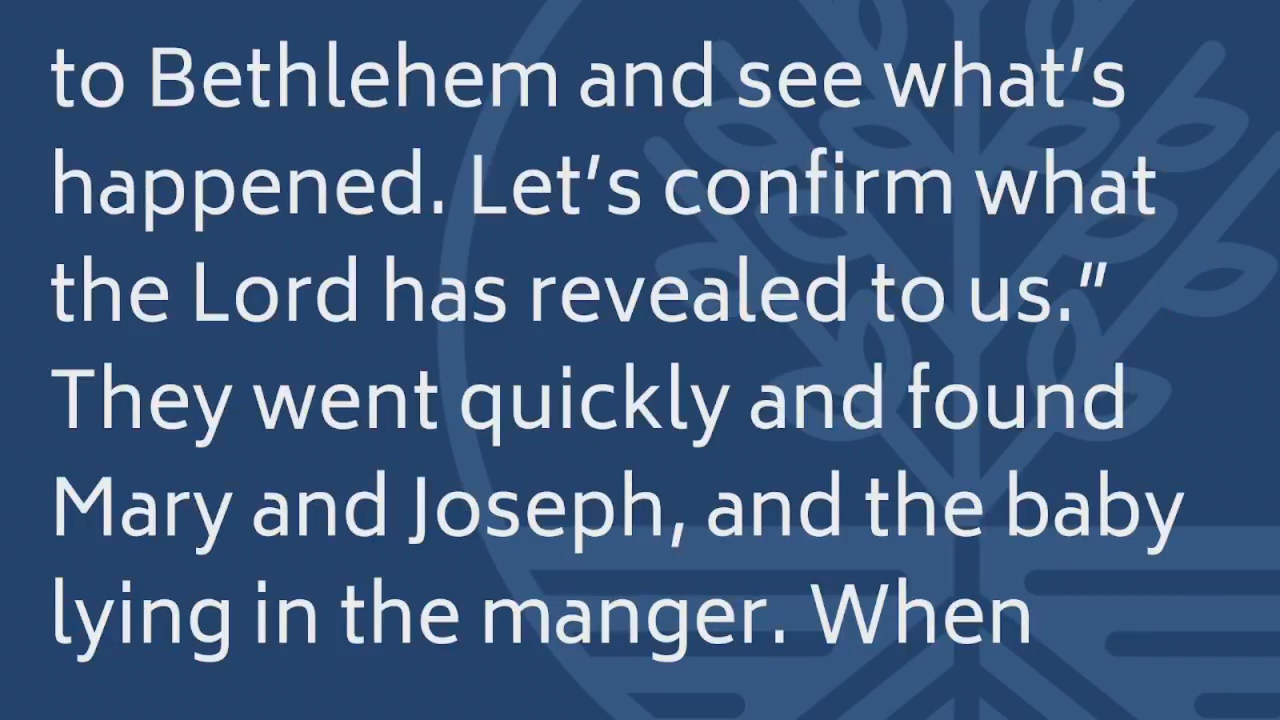 to Bethlehem and see what’s
happened. Let’s confirm what
the Lord has revealed to us.”
They went quickly and found
Mary and Joseph, and the baby
lying in the manger. When